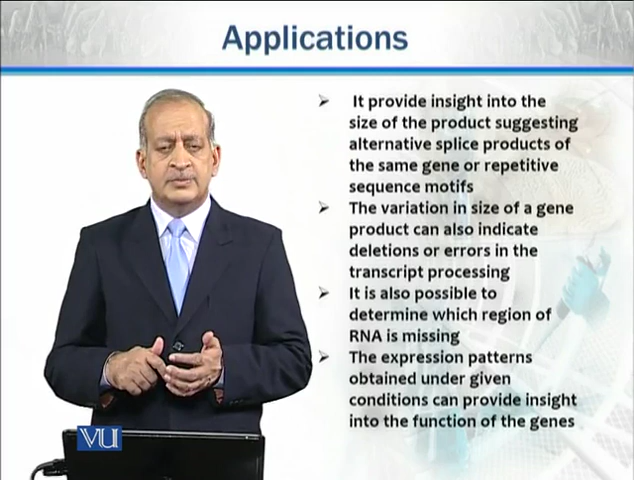 Applications
➢ It provide insight into the
size of the product suggesting
alternative splice products of
the same gene or repetitive
sequence motifs
➢ The variation in size of a gene
product can also indicate
deletions or errors in the
transcript processing
➢ It is also possible to
determine which region of
RNA is missing
➢ The expression patterns
obtained under given
conditions can provide insight
into the function of the genes
VU